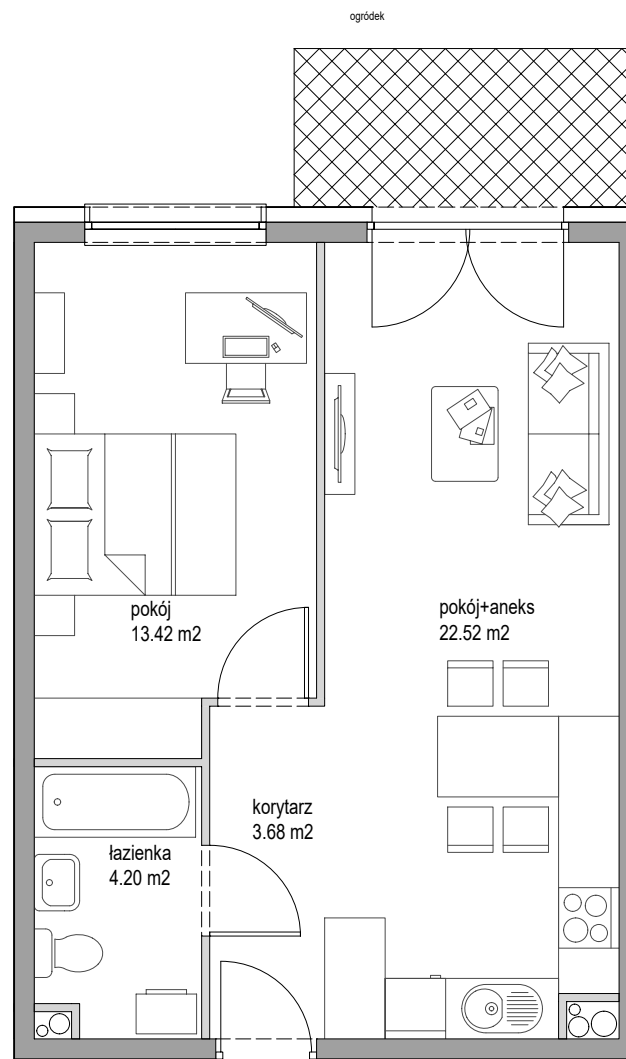 ogródek
pokój
13.42 m2
pokój+aneks
22.52 m2
korytarz
3.68 m2
łazienka
4.20 m2